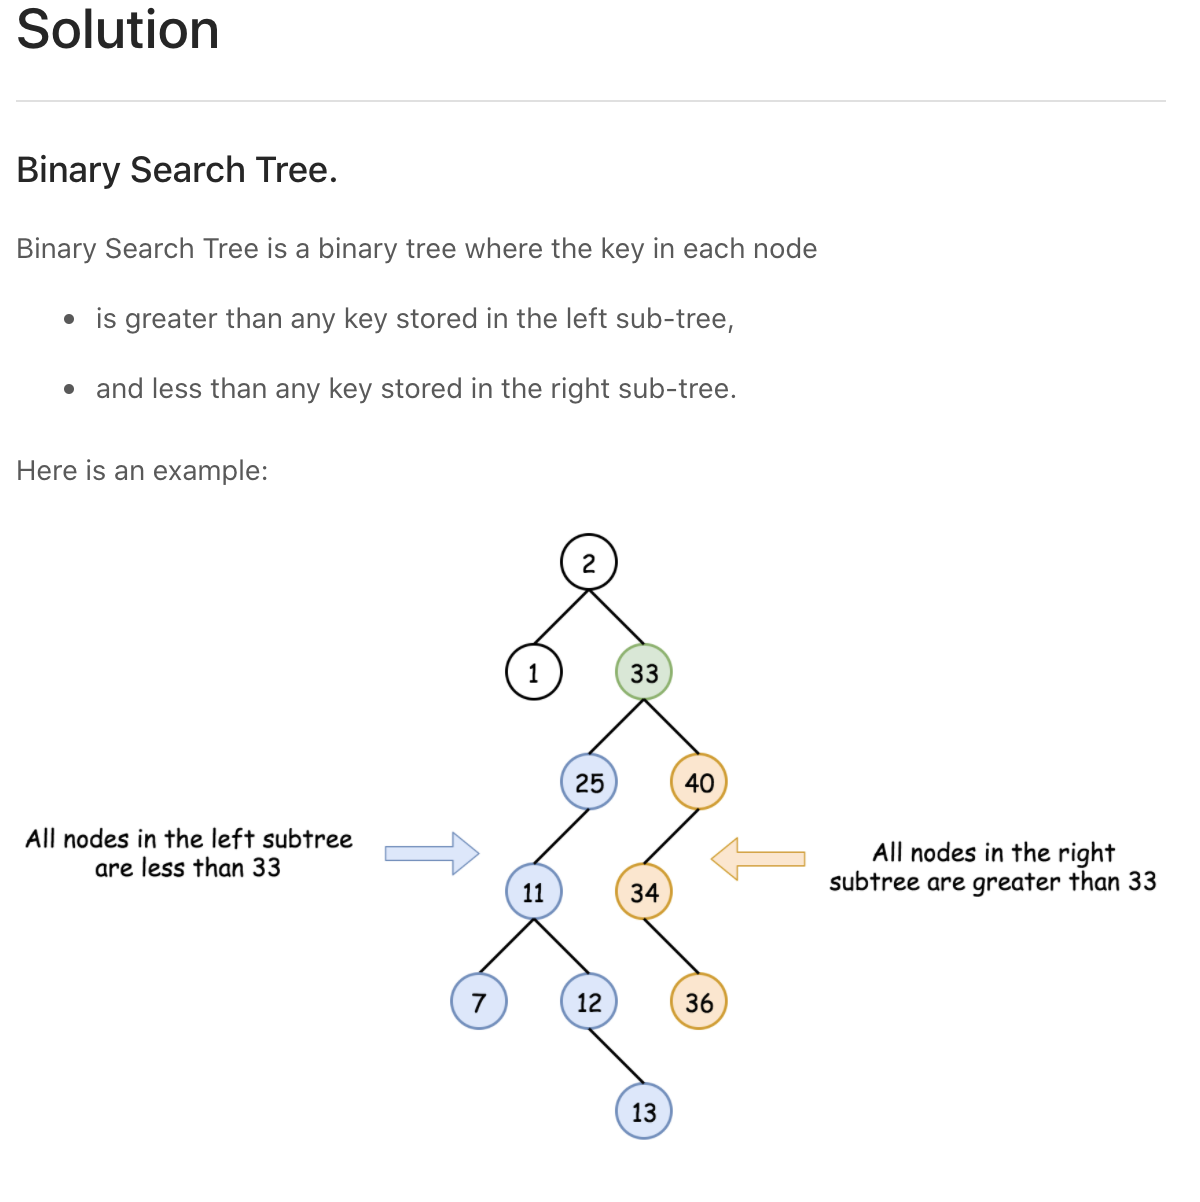 Solution
Binary Search Tree.
Binary Search Tree is a binary tree where the key in each node
• is greater than any key stored in the left sub-tree,
• and less than any key stored in the right sub-tree.
Here is an example:
2
1
33
25
40
All nodes in the left subtree
are less than 33
All nodes in the right
subtree are greater than 33
11
34
7
12
36
13